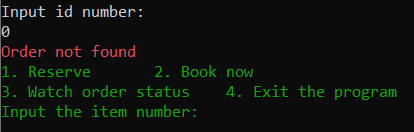 Input id number:
0
Order not found
1. Reserve 2. Book now
3. Watch order status 4. Exit the program
Input the item number: